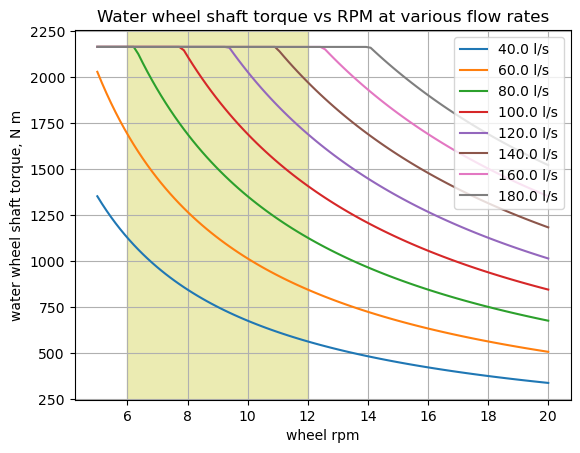 Water wheel shaft torque vs RPM at various flow rates
water wheel shaft torque, N m
2250
2000
1750
1500
1250
1000
750
500
250
40.0 l/s
60.0 l/s
80.0 l/s
100.0 l/s
120.0 l/s
140.0 l/s
160.0 l/s
180.0 l/s
6 8 10 12 14 16 18 20
wheel rpm